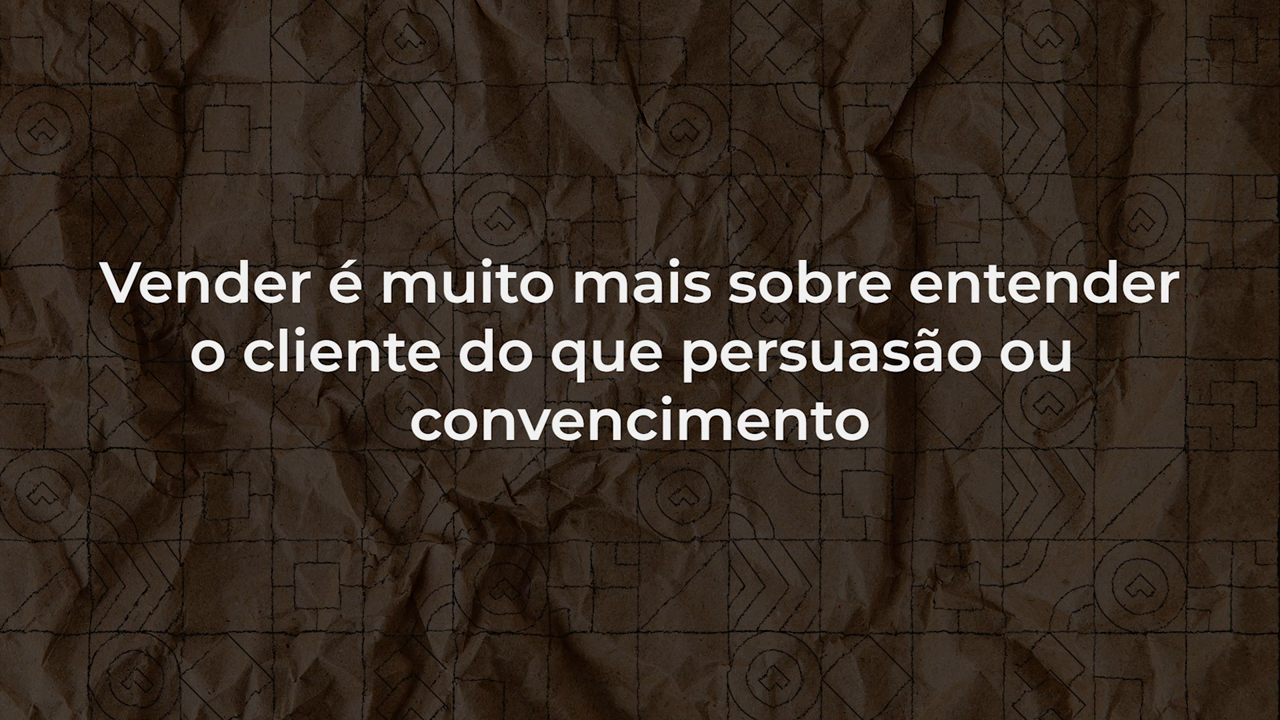 Vender é muito mais sobre entender
o cliente do que persuasão ou
convencimento